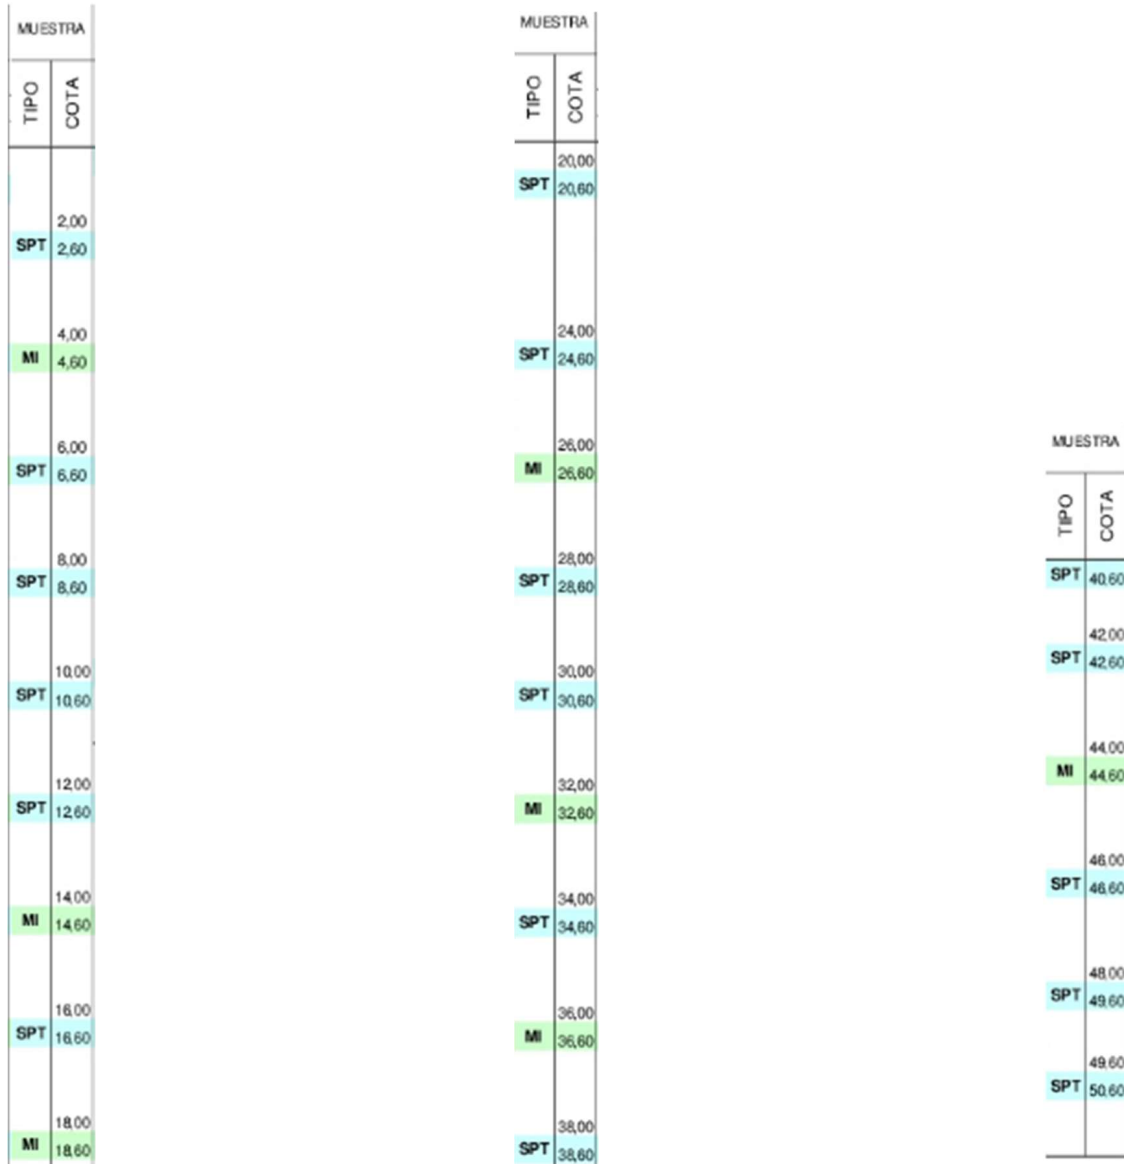 MUESTRA
TIPO COTA
2,00
SPT 2,60
4,00
MI 4,60
6,00
SPT 6,60
8,00
SPT 8,60
10,00
SPT 10,60
12,00
SPT 12,60
14,00
MI 14,60
16,00
SPT 16,60
18,00
MI 18,60
MUESTRA
TIPO COTA
20,00
SPT 20,60
24,00
SPT 24,60
26,00
MI 26,60
28,00
SPT 28,60
30,00
SPT 30,60
32,00
MI 32,60
34,00
SPT 34,60
36,00
MI 36,60
38,00
SPT 38,60
MUESTRA
TIPO COTA
SPT 40,60
42,00
SPT 42,60
44,00
MI 44,60
46,00
SPT 46,60
48,00
SPT 49,60
49,60
SPT 50,60